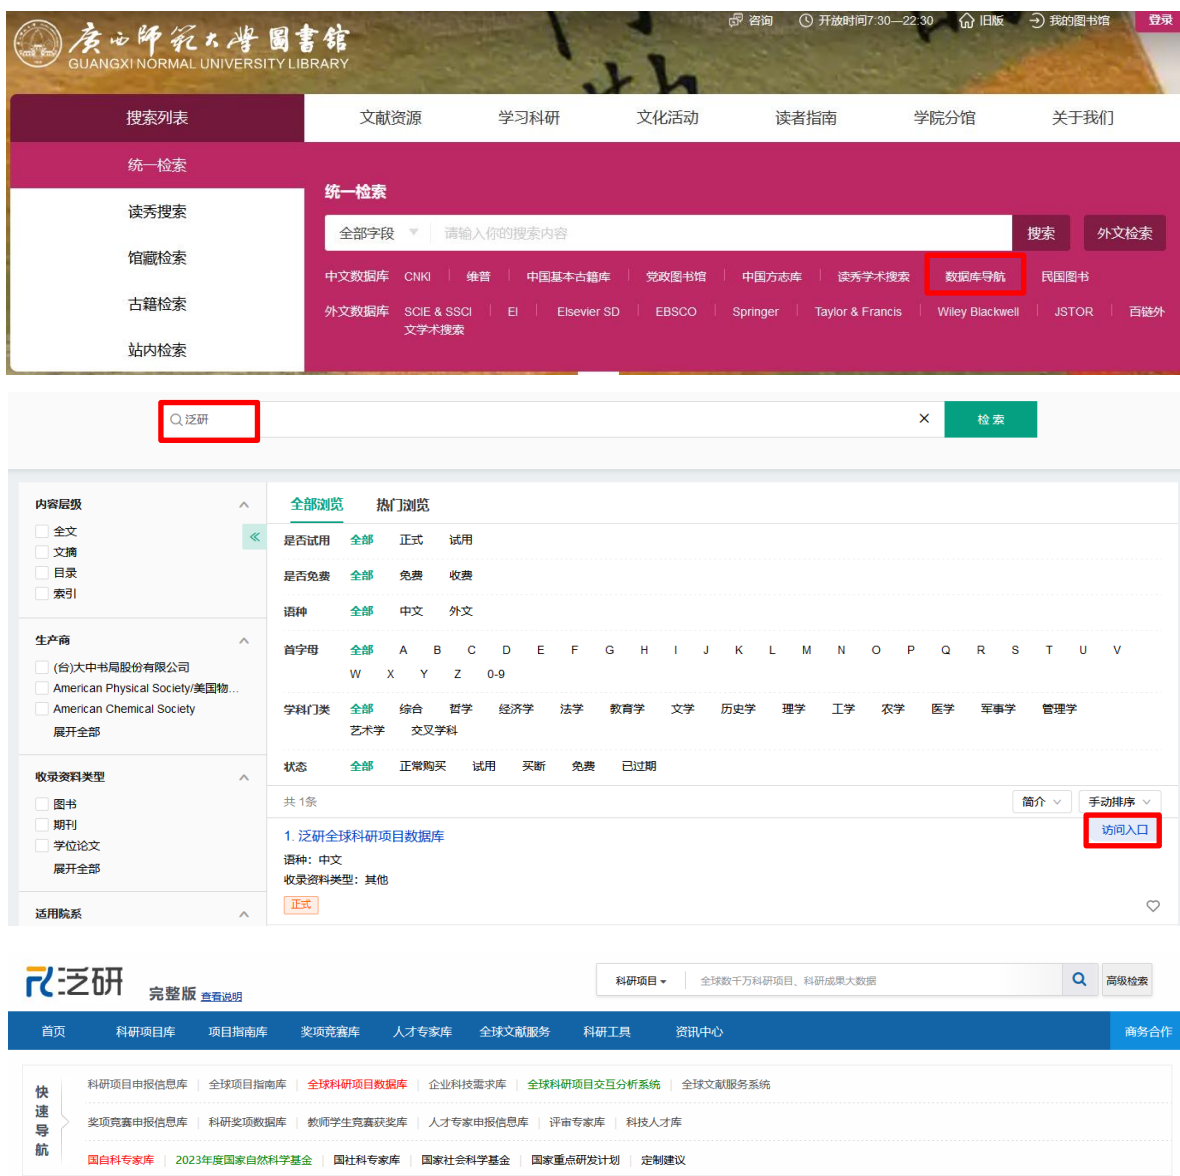 咨询 开放时间7:30—22:30 旧版 我的图书馆 登录
廣西師範大學圖書館
GUANGXI NORMAL UNIVERSITY LIBRARY
搜索列表 文献资源 学习科研 文化活动 读者指南 学院分馆 关于我们
统一检索
读秀搜索
馆藏检索
古籍检索
站内检索
统一检索
全部字段 请输入你的搜索内容 搜索 外文检索
中文数据库 CNKI 维普 中国基本古籍库 党政图书馆 中国方志库 读秀学术搜索 数据库导航 民国图书
外文数据库 SCIE & SSCI EI Elsevier SD EBSCO Springer Taylor & Francis Wiley Blackwell JSTOR 百链外
文学术搜索
泛研 × 检索
内容层级
全文
文摘
目录
索引
生产商
(台)大中书局股份有限公司
American Physical Society/美国物...
American Chemical Society
展开全部
收录资料类型
图书
期刊
学位论文
展开全部
适用院系
全部浏览 热门浏览
是否试用 全部 正式 试用
是否免费 全部 免费 收费
语种 全部 中文 外文
首字母 全部 A B C D E F G H I J K L M N O P Q R S T U V
W X Y Z 0-9
学科门类 全部 综合 哲学 经济学 法学 教育学 文学 历史学 理学 工学 农学 医学 军事学 管理学
艺术学 交叉学科
状态 全部 正常购买 试用 买断 免费 已过期
共 1条 简介 手动排序
1. 泛研全球科研项目数据库 访问入口
语种：中文
收录资料类型：其他
正式
泛研 完整版 查看说明
科研项目 全球数千万科研项目、科研成果大数据 高级检索
首页 科研项目库 项目指南库 奖项竞赛库 人才专家库 全球文献服务 科研工具 资讯中心 商务合作
快速导航
科研项目申报信息库 全球项目指南库 全球科研项目数据库 企业科技需求库 全球科研项目交互分析系统 全球文献服务系统
奖项竞赛申报信息库 科研奖项数据库 教师学生竞赛获奖库 人才专家申报信息库 评审专家库 科技人才库
国自科专家库 2023年度国家自然科学基金 国社科专家库 国家社会科学基金 国家重点研发计划 定制建议